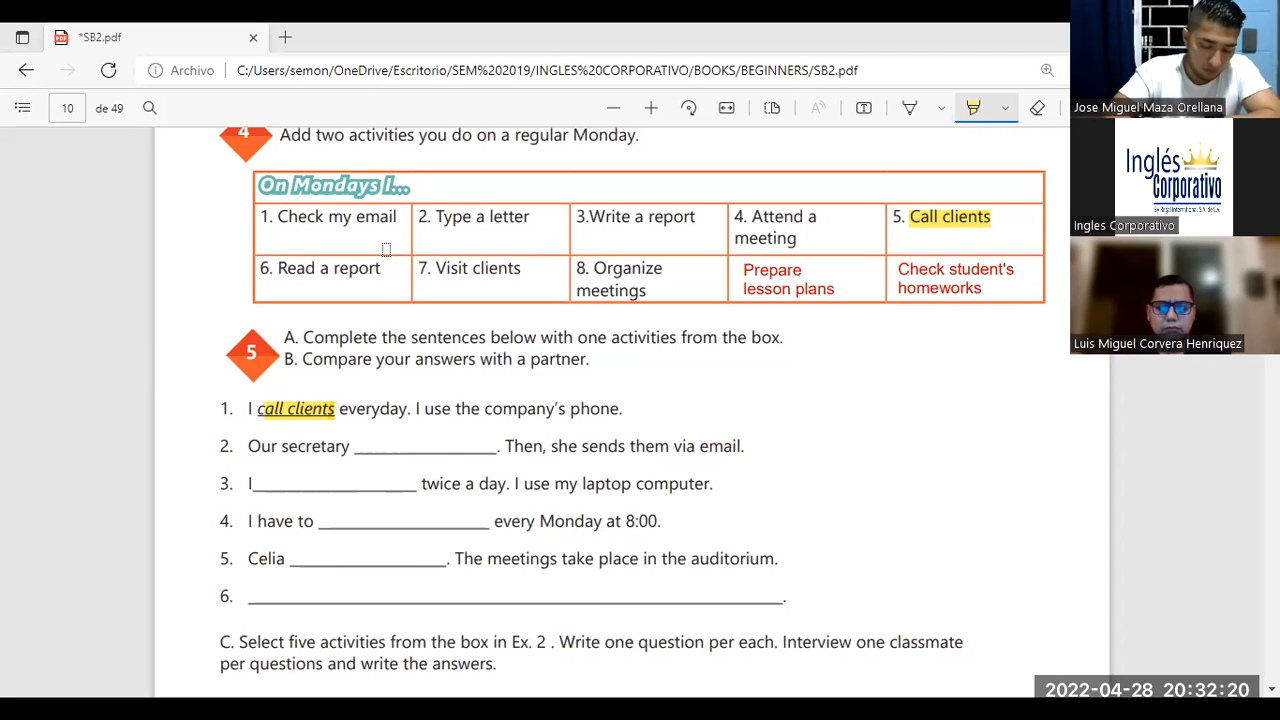 *SB2.pdf
Archivo C:/Users/semon/OneDrive/Escritorio/SEM%202019/INGLES%20CORPORATIVO/BOOKS/BEGINNERS/SB2.pdf
10 de 49
4 Add two activities you do on a regular Monday.
On Mondays I...
1. Check my email 2. Type a letter 3.Write a report 4. Attend a meeting 5. Call clients
6. Read a report 7. Visit clients 8. Organize meetings Prepare lesson plans Check student's homeworks
5 A. Complete the sentences below with one activities from the box.
B. Compare your answers with a partner.
1. I call clients everyday. I use the company's phone.
2. Our secretary ________________. Then, she sends them via email.
3. I___________________ twice a day. I use my laptop computer.
4. I have to ___________________ every Monday at 8:00.
5. Celia __________________. The meetings take place in the auditorium.
6. ____________________________________________________________.
C. Select five activities from the box in Ex. 2 . Write one question per each. Interview one classmate
per questions and write the answers.
Jose Miguel Maza Orellana
Inglés
Corporativo
By Regal International, S.A. de C.V.
Ingles Corporativo
Luis Miguel Corvera Henriquez
2022-04-28 20:32:20